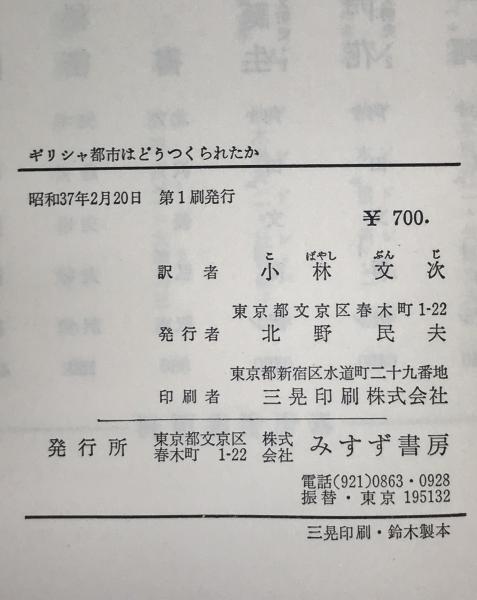 ギリシャ都市はどうつくられたか
昭和37年2月20日 第1刷発行
¥ 700.
訳者 小林文次
こ ばやし ぶん じ
東京都文京区春木町1-22
発行者 北野民夫
東京都新宿区水道町二十九番地
印刷者 三晃印刷株式会社
発行所 東京都文京区春木町 1-22 株式会社 みすず書房
電話(921)0863・0928
振替・東京 195132
三晃印刷・鈴木製本